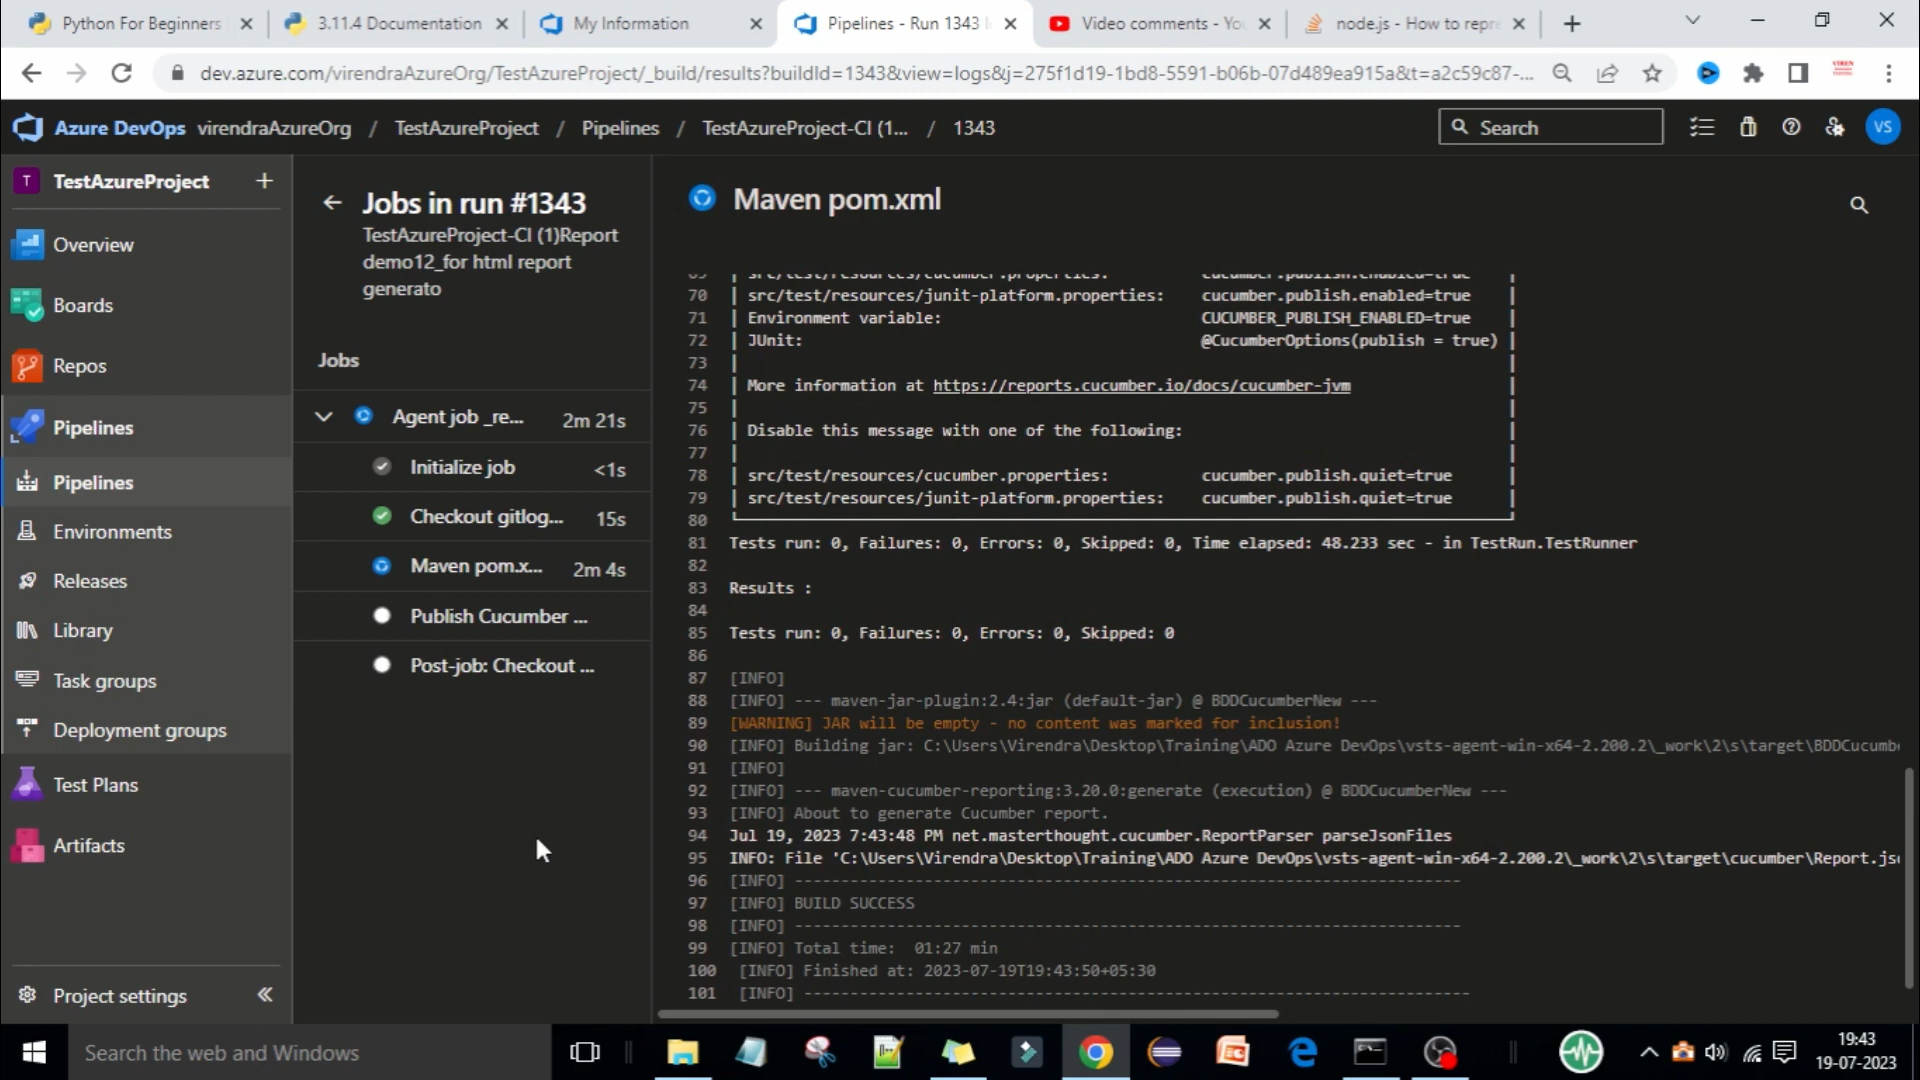 Python For Beginners
3.11.4 Documentation
My Information
Pipelines - Run 1343
Video comments - You
node.js - How to repre
dev.azure.com/virendraAzureOrg/TestAzureProject/_build/results?buildId=1343&view=logs&j=275f1d19-1bd8-5591-b06b-07d489ea915a&t=a2c59c87-...
Azure DevOps virendraAzureOrg / TestAzureProject / Pipelines / TestAzureProject-CI (1... / 1343
Search
VS
T TestAzureProject +
Overview
Boards
Repos
Pipelines
Pipelines
Environments
Releases
Library
Task groups
Deployment groups
Test Plans
Artifacts
Project settings
Jobs in run #1343
TestAzureProject-CI (1)Report
demo12_for html report
generato
Jobs
Agent job _re... 2m 21s
Initialize job <1s
Checkout gitlog... 15s
Maven pom.x... 2m 4s
Publish Cucumber ...
Post-job: Checkout ...
Maven pom.xml
69 src/test/resources/cucumber.properties: cucumber.publish.enabled=true
70 src/test/resources/junit-platform.properties: cucumber.publish.enabled=true
71 Environment variable: CUCUMBER_PUBLISH_ENABLED=true
72 JUnit: @CucumberOptions(publish = true)
73
74 More information at https://reports.cucumber.io/docs/cucumber-jvm
75
76 Disable this message with one of the following:
77
78 src/test/resources/cucumber.properties: cucumber.publish.quiet=true
79 src/test/resources/junit-platform.properties: cucumber.publish.quiet=true
80
81 Tests run: 0, Failures: 0, Errors: 0, Skipped: 0, Time elapsed: 48.233 sec - in TestRun.TestRunner
82
83 Results :
84
85 Tests run: 0, Failures: 0, Errors: 0, Skipped: 0
86
87 [INFO]
88 [INFO] --- maven-jar-plugin:2.4:jar (default-jar) @ BDDCucumberNew ---
89 [WARNING] JAR will be empty - no content was marked for inclusion!
90 [INFO] Building jar: C:\Users\Virendra\Desktop\Training\ADO Azure DevOps\vsts-agent-win-x64-2.200.2\_work\2\s\target\BDDCucumbe
91 [INFO]
92 [INFO] --- maven-cucumber-reporting:3.20.0:generate (execution) @ BDDCucumberNew ---
93 [INFO] About to generate Cucumber report.
94 Jul 19, 2023 7:43:48 PM net.masterthought.cucumber.ReportParser parseJsonFiles
95 INFO: File 'C:\Users\Virendra\Desktop\Training\ADO Azure DevOps\vsts-agent-win-x64-2.200.2\_work\2\s\target\cucumber\Report.jso
96 [INFO] ------------------------------------------------------------------------
97 [INFO] BUILD SUCCESS
98 [INFO] ------------------------------------------------------------------------
99 [INFO] Total time: 01:27 min
100 [INFO] Finished at: 2023-07-19T19:43:50+05:30
101 [INFO] ------------------------------------------------------------------------
Search the web and Windows
19:43
19-07-2023